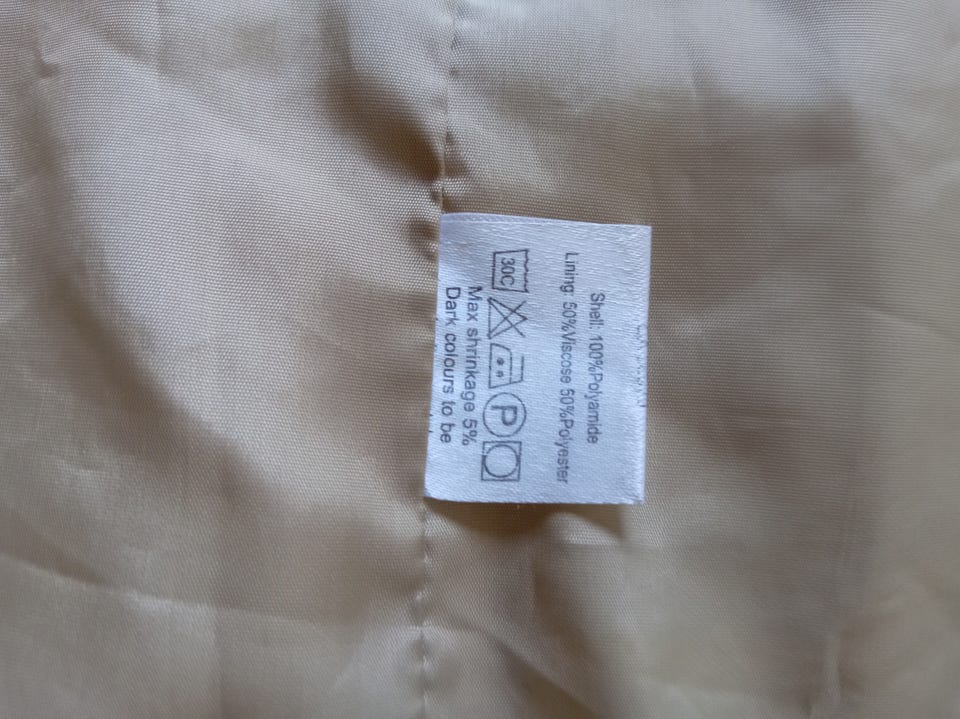 Shell: 100%Polyamide
Lining: 50%Viscose 50%Polyester
30C P
Max shrinkage 5%
Dark colours to be